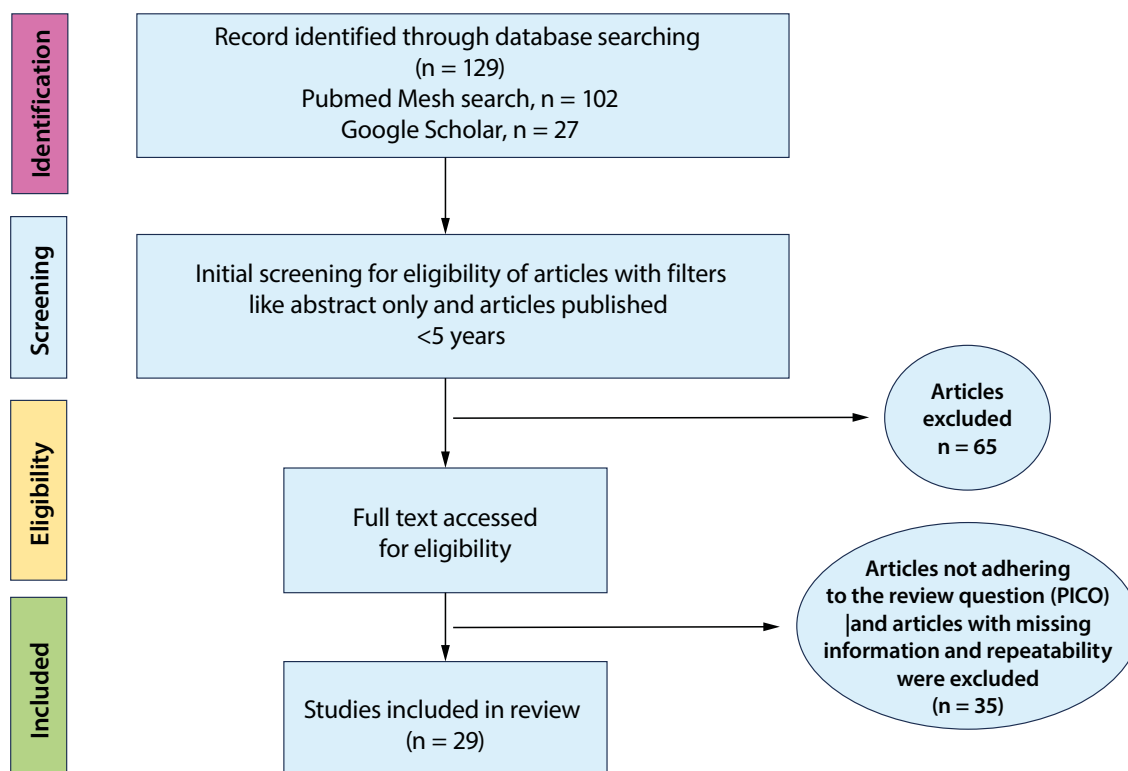 Identification
Record identified through database searching
(n = 129)
Pubmed Mesh search, n = 102
Google Scholar, n = 27
Screening
Initial screening for eligibility of articles with filters
like abstract only and articles published
<5 years
Articles
excluded
n = 65
Eligibility
Full text accessed
for eligibility
Articles not adhering
to the review question (PICO)
|and articles with missing
information and repeatability
were excluded
(n = 35)
Included
Studies included in review
(n = 29)